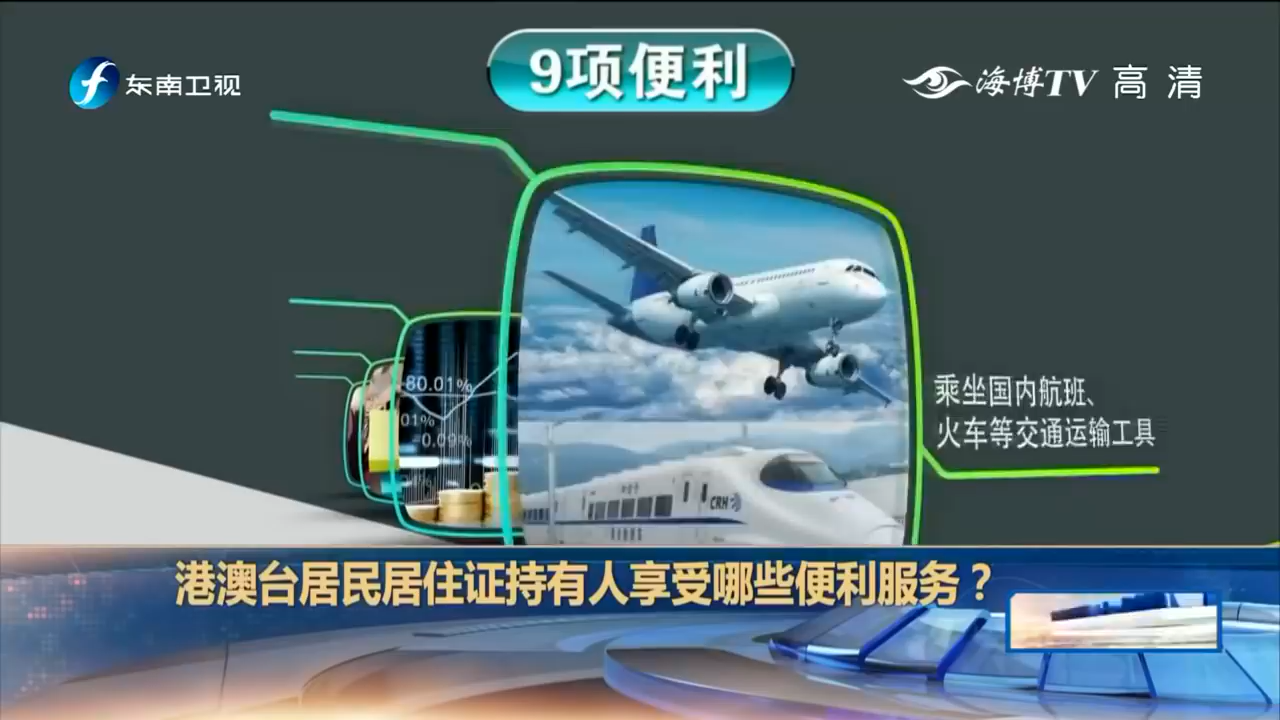 9项便利
东南卫视
海博TV 高清
80.01%
01%
-0.09%
乘坐国内航班、
火车等交通运输工具
CRH
港澳台居民居住证持有人享受哪些便利服务？